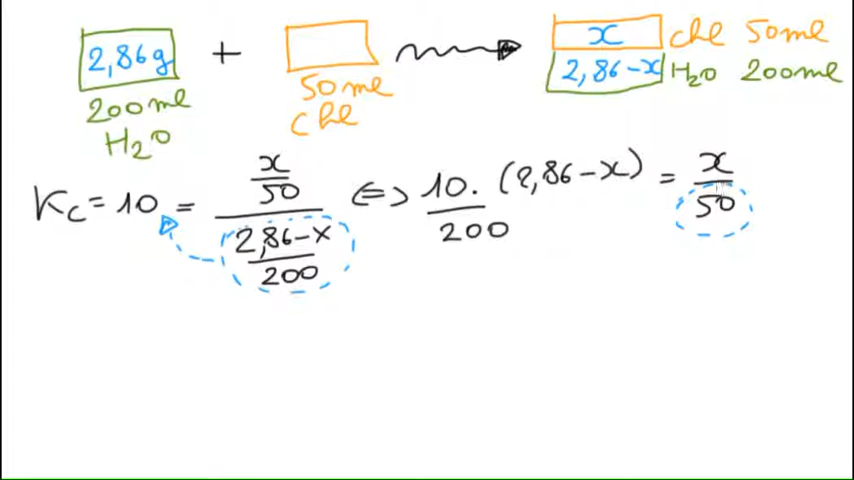 2,86g + x chl 50ml
2,86-x H2O 200ml
200ml 50ml
H2O chl
Kc = 10 = x/50 / (2,86-x)/200 <=> 10/200 . (2,86-x) = x/50